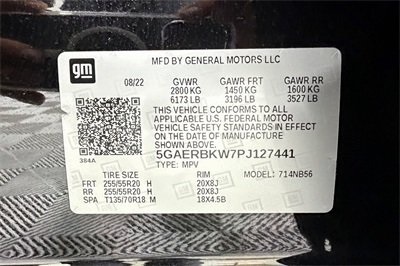 gm
MFD BY GENERAL MOTORS LLC
08/22 GVWR GAWR FRT GAWR RR
2800 KG 1450 KG 1600 KG
6173 LB 3196 LB 3527 LB
THIS VEHICLE CONFORMS TO ALL
APPLICABLE U.S. FEDERAL MOTOR
VEHICLE SAFETY STANDARDS IN EFFECT
ON THE DATE OF MANUFACTURE
SHOWN ABOVE.
5GAERBKW7PJ127441
384A
TYPE: MPV MODEL: 714NB56
TIRE SIZE RIM
FRT 255/55R20 H 20X8J
RR 255/55R20 H 20X8J
SPA T135/70R18 M 18X4.5B